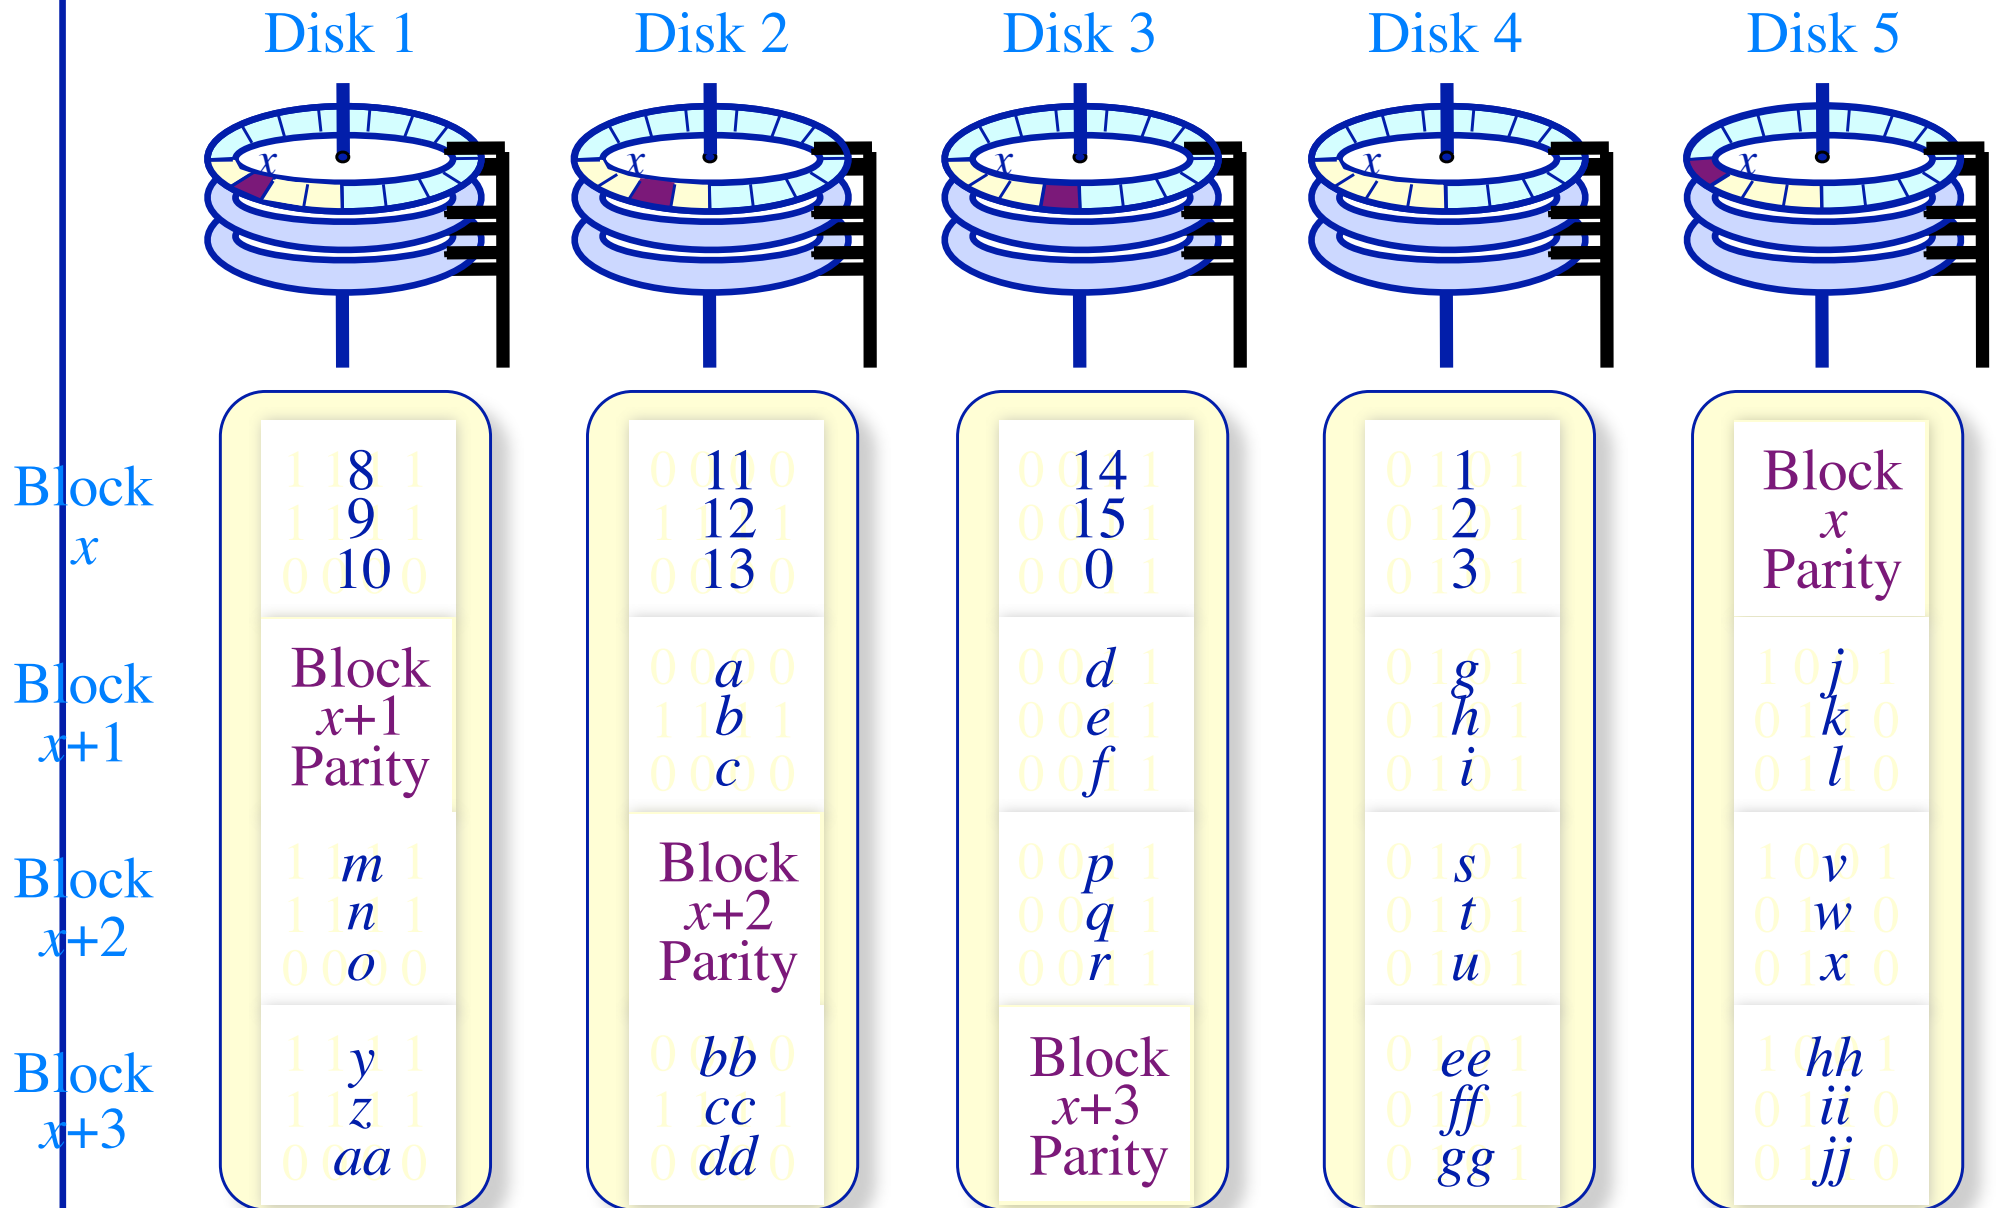 Disk 1 Disk 2 Disk 3 Disk 4 Disk 5
x x x x x
Block
x
8
9
10
11
12
13
14
15
0
1
2
3
Block
x
Parity
Block
x+1
Block
x+1
Parity
a
b
c
d
e
f
g
h
i
j
k
l
Block
x+2
m
n
o
Block
x+2
Parity
p
q
r
s
t
u
v
w
x
Block
x+3
y
z
aa
bb
cc
dd
Block
x+3
Parity
ee
ff
gg
hh
ii
jj